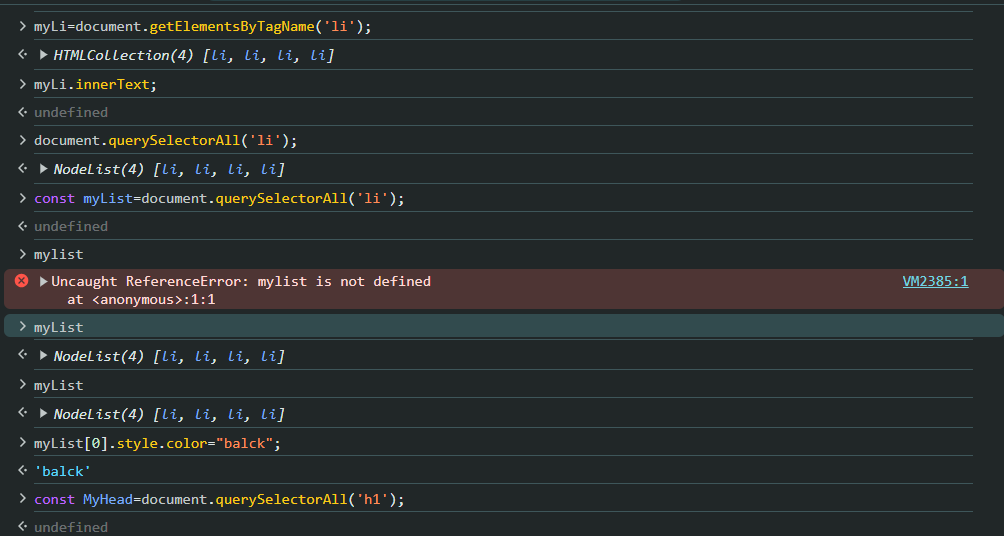 myLi=document.getElementsByTagName('li');
HTMLCollection(4) [li, li, li, li]
myLi.innerText;
undefined
document.querySelectorAll('li');
NodeList(4) [li, li, li, li]
const myList=document.querySelectorAll('li');
undefined
mylist
Uncaught ReferenceError: mylist is not defined VM2385:1
at <anonymous>:1:1
myList
NodeList(4) [li, li, li, li]
myList
NodeList(4) [li, li, li, li]
myList[0].style.color="balck";
'balck'
const MyHead=document.querySelectorAll('h1');
undefined